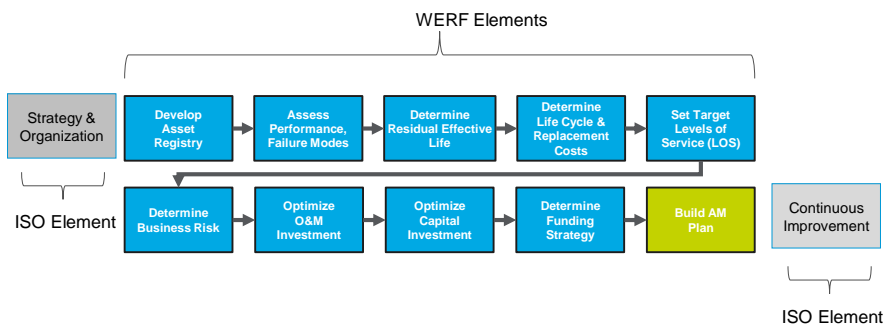 WERF Elements
Strategy &
Organization
Develop
Asset
Registry
Assess
Performance,
Failure Modes
Determine
Residual Effective
Life
Determine
Life Cycle &
Replacement
Costs
Set Target
Levels of
Service (LOS)
ISO Element
Determine
Business Risk
Optimize
O&M
Investment
Optimize
Capital
Investment
Determine
Funding
Strategy
Build AM
Plan
Continuous
Improvement
ISO Element